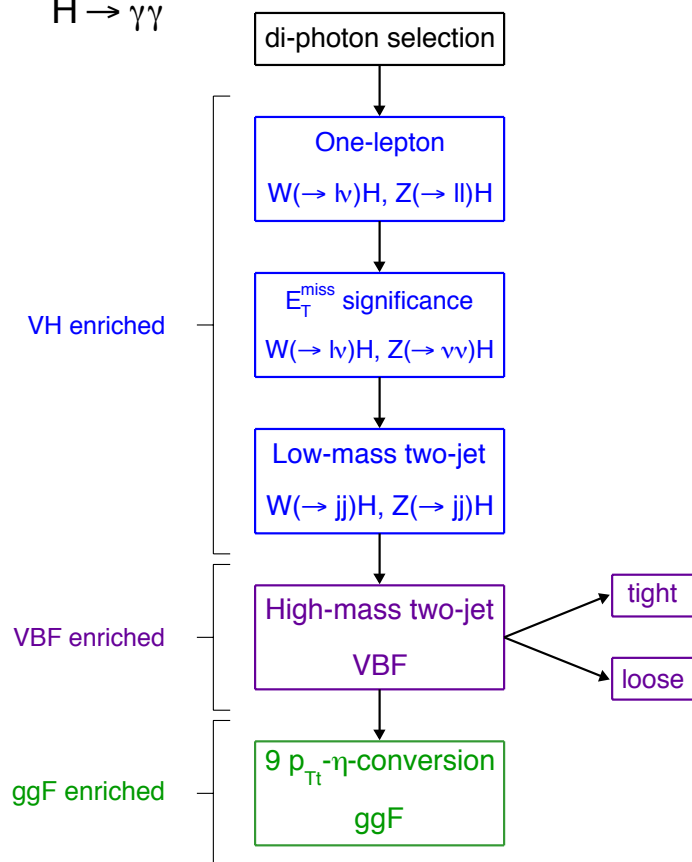 H → γγ
di-photon selection
One-lepton
W(→ lν)H, Z(→ ll)H
E_T^miss significance
W(→ lν)H, Z(→ νν)H
VH enriched
Low-mass two-jet
W(→ jj)H, Z(→ jj)H
High-mass two-jet
VBF
VBF enriched
tight
loose
9 p_Tt-η-conversion
ggF
ggF enriched